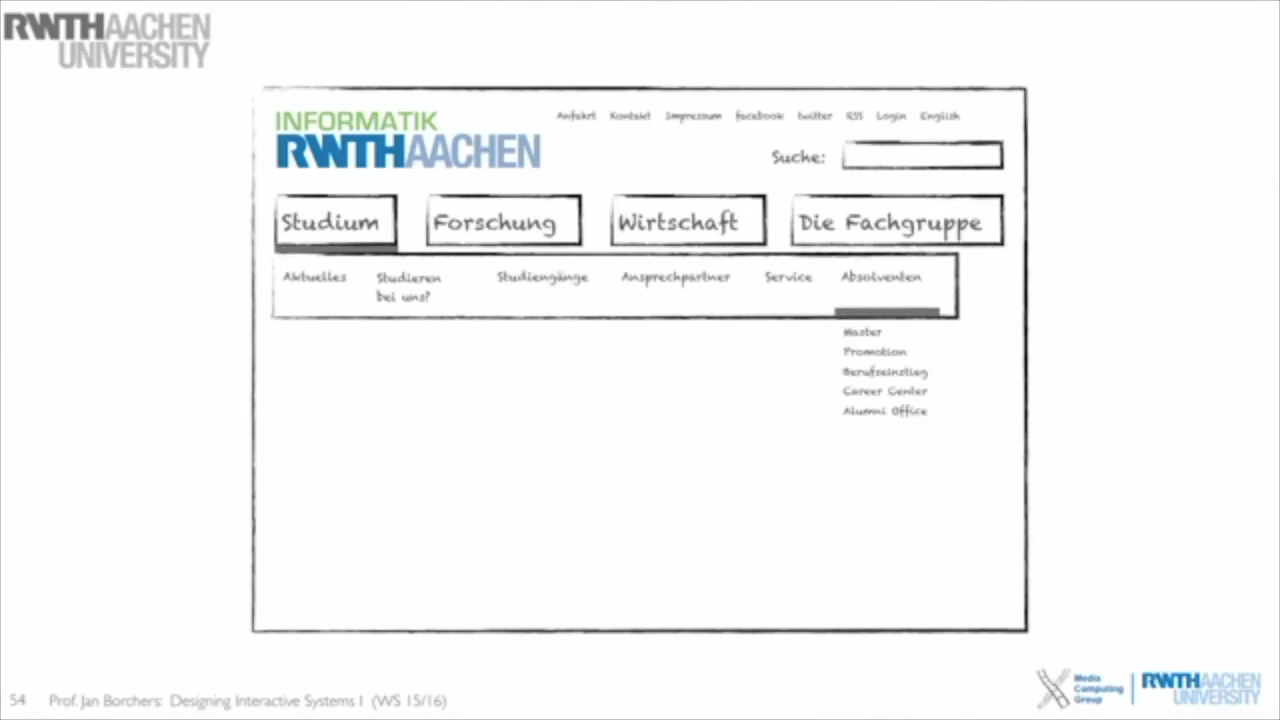 RWTHAACHEN
UNIVERSITY
INFORMATIK
RWTHAACHEN
Anfahrt Kontakt Impressum facebook twitter RSS Login English
Suche:
Studium Forschung Wirtschaft Die Fachgruppe
Aktuelles Studieren bei uns? Studiengänge Ansprechpartner Service Absolventen
Master
Promotion
Berufseinstieg
Career Center
Alumni Office
54 Prof. Jan Borchers: Designing Interactive Systems I (WS 15/16)
Media
Computing
Group
RWTHAACHEN
UNIVERSITY